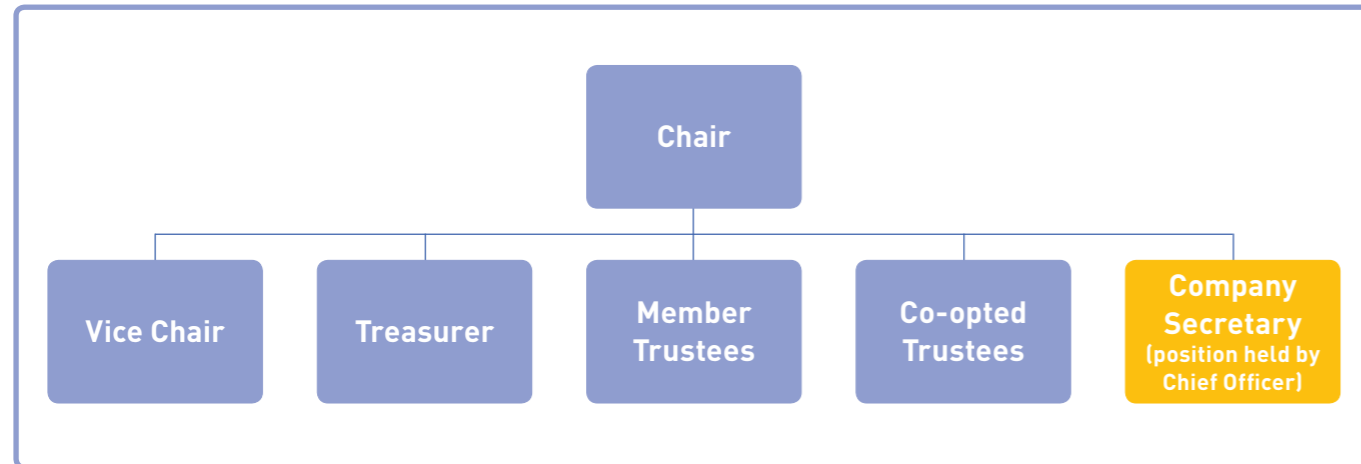 Chair
Vice Chair
Treasurer
Member
Trustees
Co-opted
Trustees
Company
Secretary
(position held by
Chief Officer)